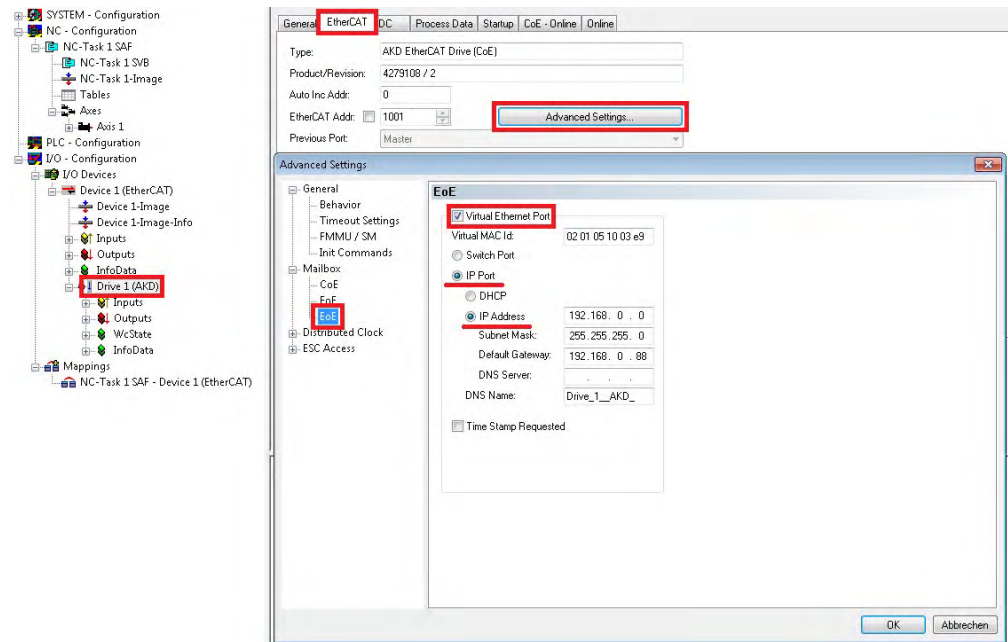 SYSTEM - Configuration
NC - Configuration
NC-Task 1 SAF
NC-Task 1 SVB
NC-Task 1-Image
Tables
Axes
Axis 1
PLC - Configuration
I/O - Configuration
I/O Devices
Device 1 (EtherCAT)
Device 1-Image
Device 1-Image-Info
Inputs
Outputs
InfoData
Drive 1 (AKD)
Inputs
Outputs
WcState
InfoData
Mappings
NC-Task 1 SAF - Device 1 (EtherCAT)
General EtherCAT DC Process Data Startup CoE - Online Online
Type: AKD EtherCAT Drive (CoE)
Product/Revision: 4279108 / 2
Auto Inc Addr: 0
EtherCAT Addr: 1001 Advanced Settings...
Previous Port: Master
Advanced Settings
General
Behavior
Timeout Settings
FMMU / SM
Init Commands
Mailbox
CoE
FoE
EoE
Distributed Clock
ESC Access
EoE
Virtual Ethernet Port
Virtual MAC Id: 02 01 05 10 03 e9
Switch Port
IP Port
DHCP
IP Address 192.168. 0 . 0
Subnet Mask: 255.255.255. 0
Default Gateway: 192.168. 0 . 88
DNS Server: . . .
DNS Name: Drive_1__AKD_
Time Stamp Requested
OK Abbrechen